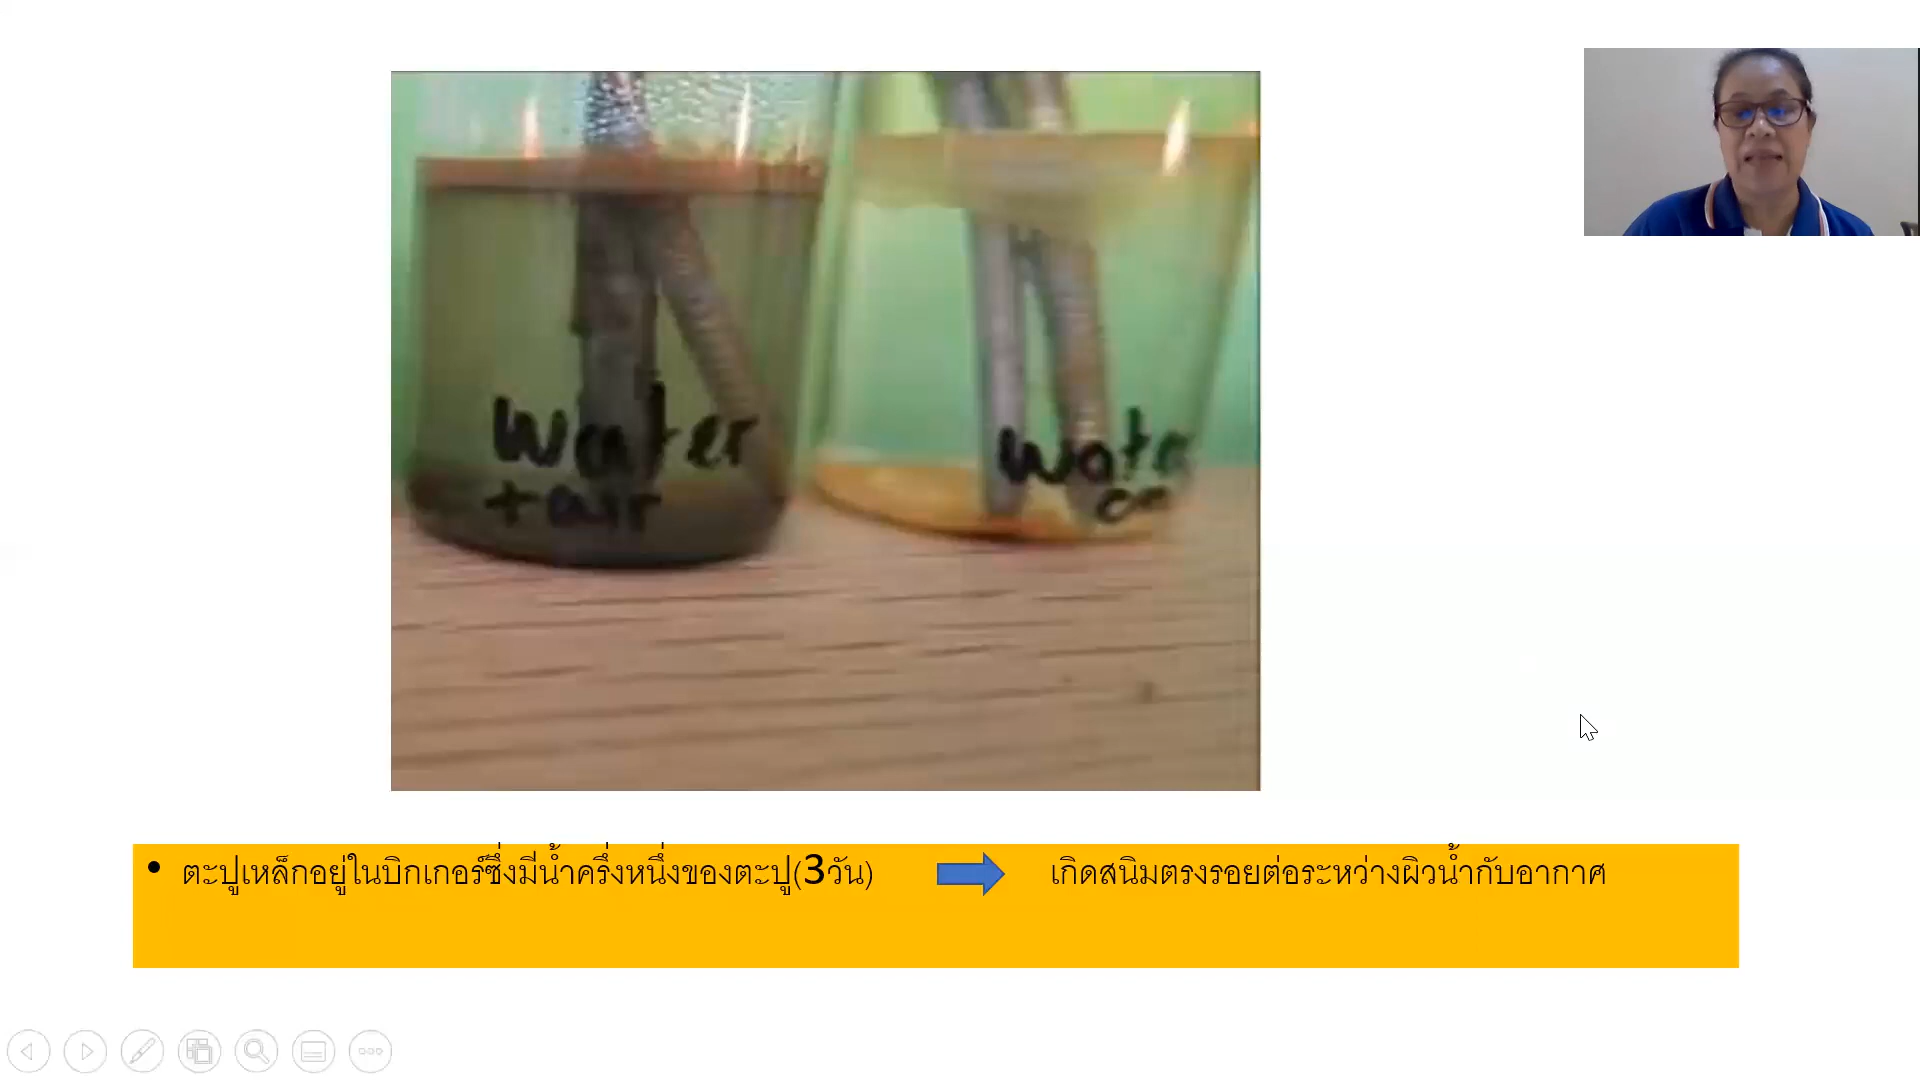 Water
+ air
Wate
• ตะปูเหล็กอยู่ในบิกเกอร์ซึ่งมีน้ำครึ่งหนึ่งของตะปู(3วัน) เกิดสนิมตรงรอยต่อระหว่างผิวน้ำกับอากาศ